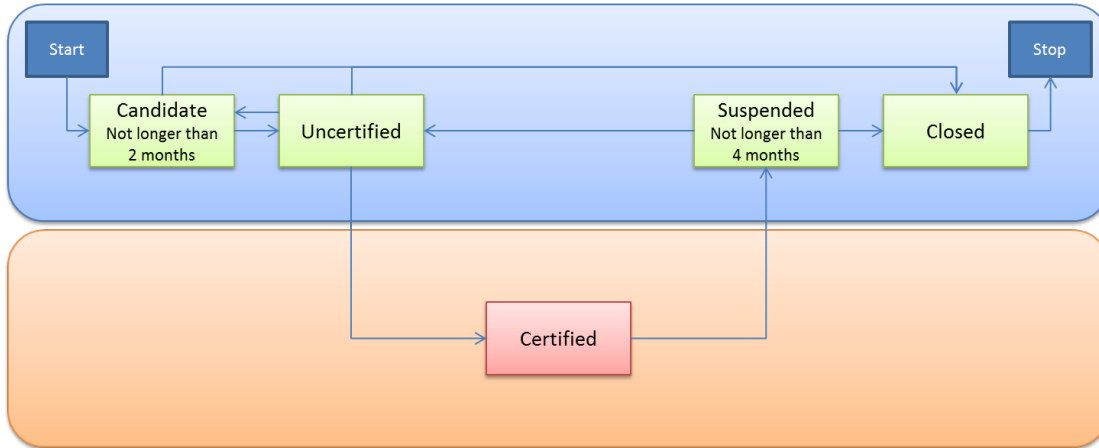 Start
Stop
Candidate
Not longer than
2 months
Uncertified
Suspended
Not longer than
4 months
Closed
Certified